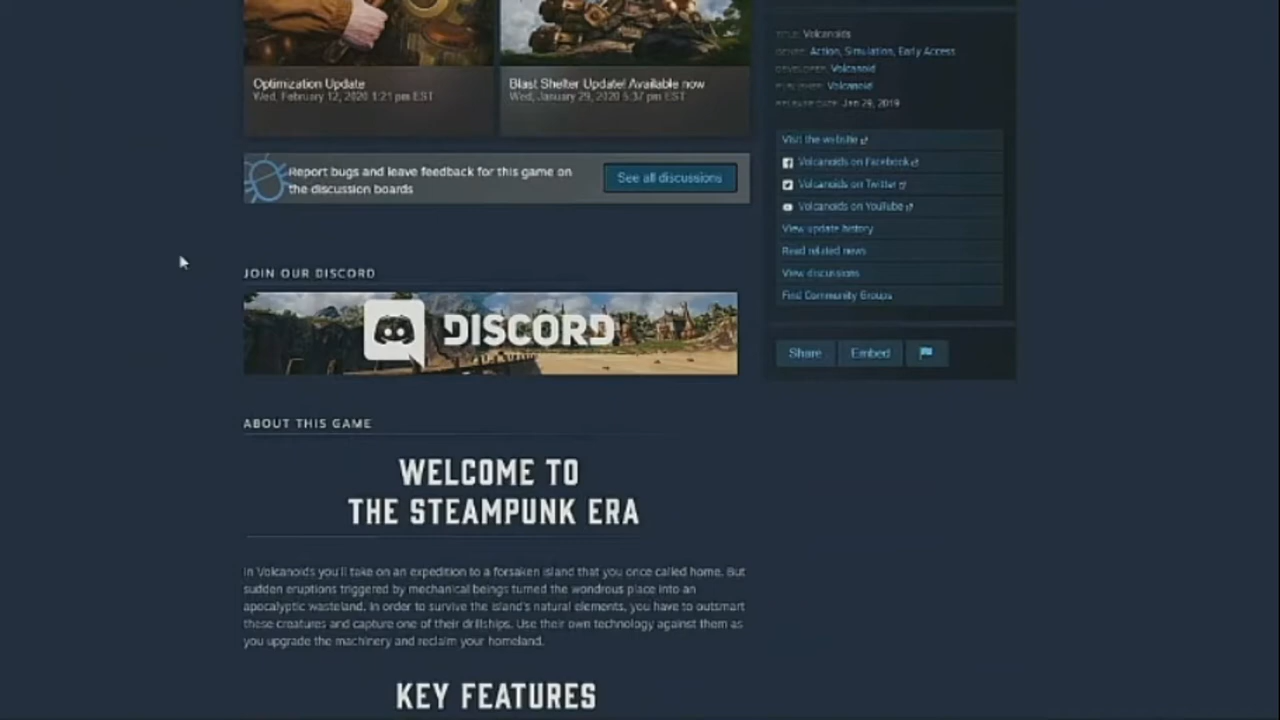 Optimization Update
Wed, February 12, 2020 1:21 pm EST
Blast Shelter Update! Available now
Wed, January 29, 2020 5:37 pm EST
Report bugs and leave feedback for this game on
the discussion boards
See all discussions
JOIN OUR DISCORD
DISCORD
ABOUT THIS GAME
WELCOME TO
THE STEAMPUNK ERA
In Volcanoids you'll take on an expedition to a forsaken island that you once called home. But
sudden eruptions triggered by mechanical beings turned the wondrous place into an
apocalyptic wasteland. In order to survive the island's natural elements, you have to outsmart
these creatures and capture one of their drillships. Use their own technology against them as
you upgrade the machinery and reclaim your homeland.
KEY FEATURES
TITLE: Volcanoids
GENRE: Action, Simulation, Early Access
DEVELOPER: Volcanoid
PUBLISHER: Volcanoid
RELEASE DATE: Jan 29, 2019
Visit the website
Volcanoids on Facebook
Volcanoids on Twitter
Volcanoids on YouTube
View update history
Read related news
View discussions
Find Community Groups
Share
Embed